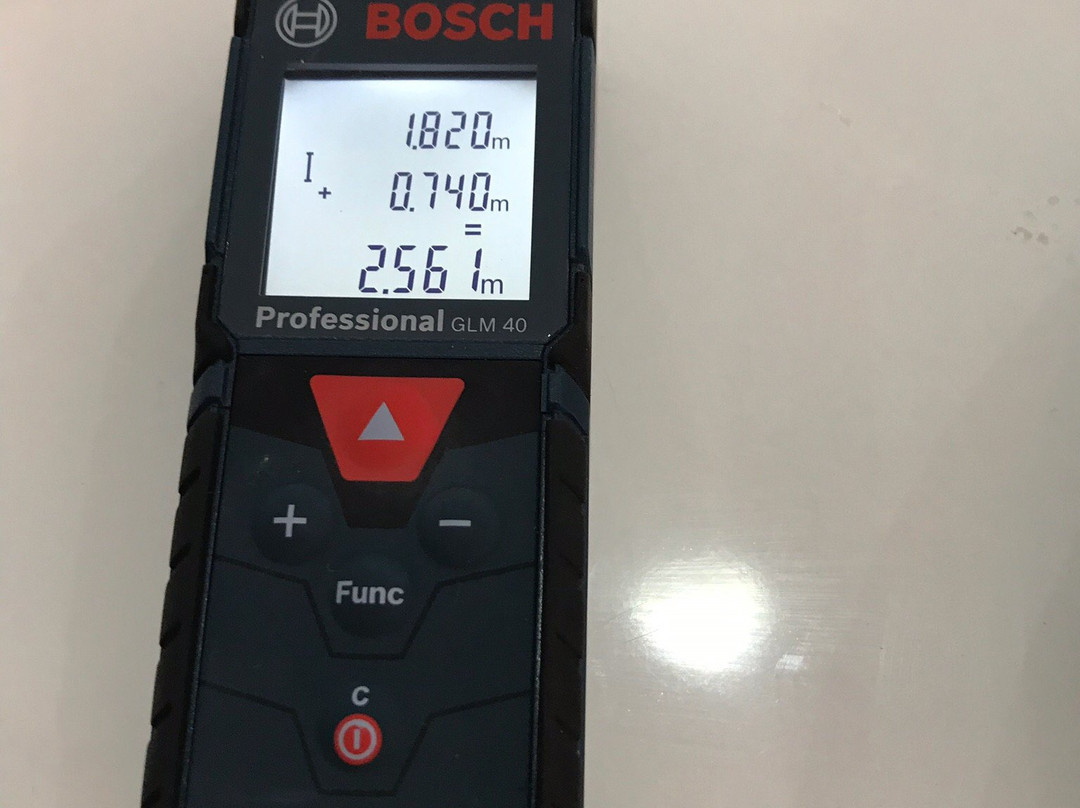 BOSCH
1.820m
+ 0.740m
=
2.561m
Professional GLM 40
+ −
Func
C